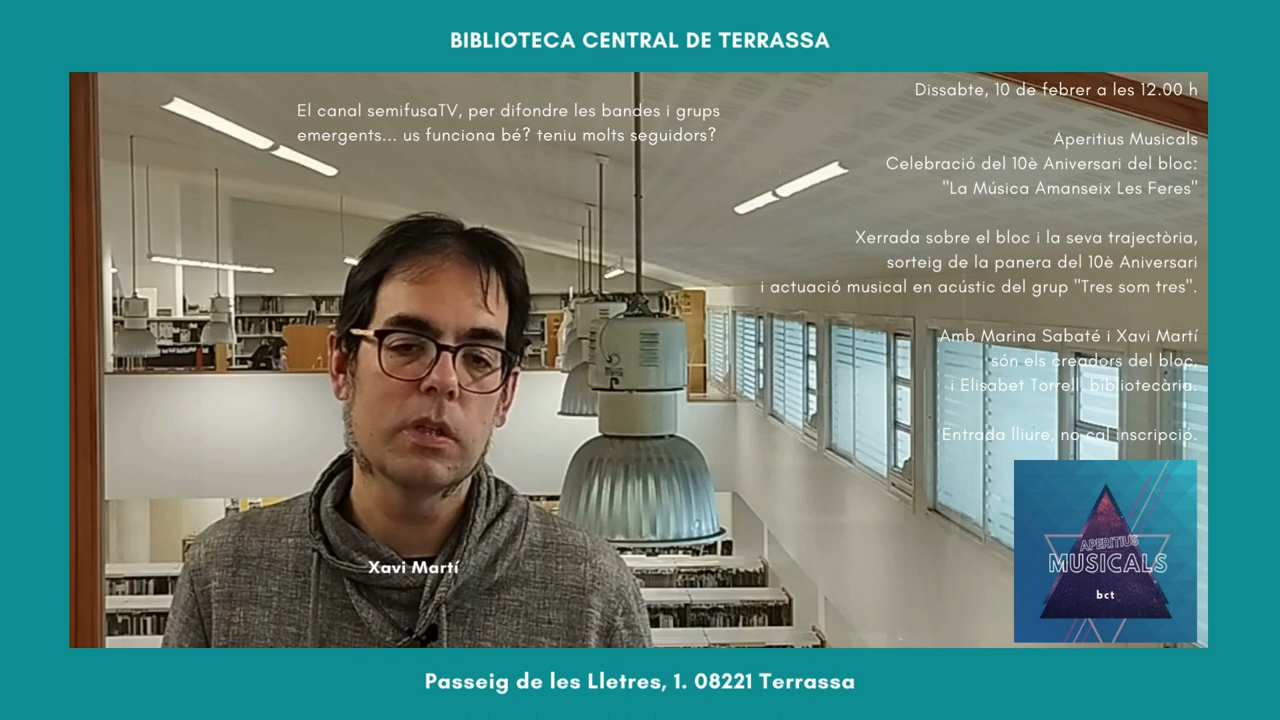 BIBLIOTECA CENTRAL DE TERRASSA
El canal semifusaTV, per difondre les bandes i grups
emergents... us funciona bé? teniu molts seguidors?
Dissabte, 10 de febrer a les 12.00 h
Aperitius Musicals
Celebració del 10è Aniversari del bloc:
"La Música Amanseix Les Feres"
Xerrada sobre el bloc i la seva trajectòria,
sorteig de la panera del 10è Aniversari
i actuació musical en acústic del grup "Tres som tres".
Amb Marina Sabaté i Xavi Martí
són els creadors del bloc,
i Elisabet Torrell, bibliotecària.
Entrada lliure, no cal inscripció.
APERITIUS
MUSICALS
bct
Xavi Martí
Passeig de les Lletres, 1. 08221 Terrassa